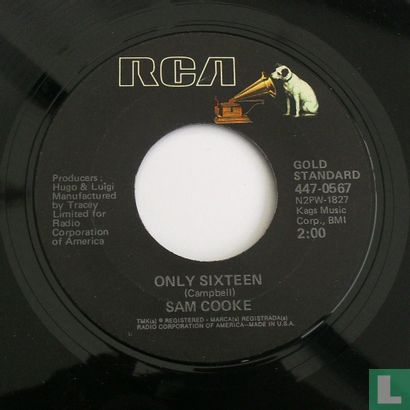 RCA
GOLD
STANDARD
447-0567
N2PW-1827
Kags Music
Corp., BMI
2:00
Producers :
Hugo & Luigi
Manufactured
by Tracey
Limited for
Radio
Corporation
of America
ONLY SIXTEEN
(Campbell)
SAM COOKE
TMK(s) ® REGISTERED - MARCA(s) REGISTRADA(s)
RADIO CORPORATION OF AMERICA—MADE IN U.S.A.
L